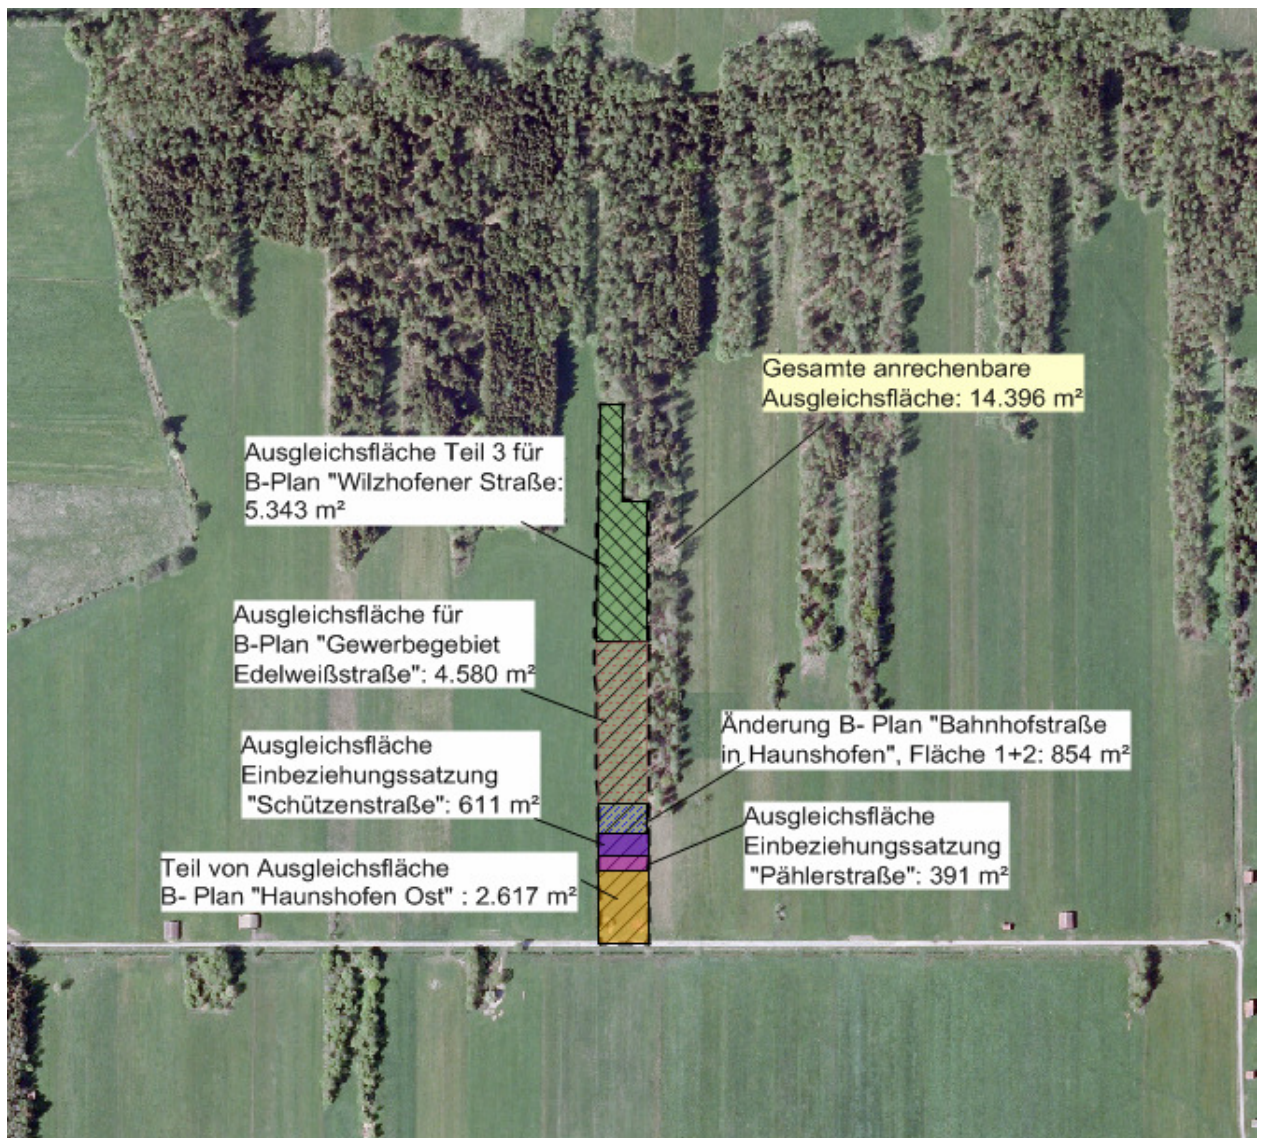 Gesamte anrechenbare
Ausgleichsfläche: 14.396 m²
Ausgleichsfläche Teil 3 für
B-Plan "Wilzhofener Straße:
5.343 m²
Ausgleichsfläche für
B-Plan "Gewerbegebiet
Edelweißstraße": 4.580 m²
Änderung B- Plan "Bahnhofstraße
in Haunshofen", Fläche 1+2: 854 m²
Ausgleichsfläche
Einbeziehungssatzung
"Schützenstraße": 611 m²
Ausgleichsfläche
Einbeziehungssatzung
"Pählerstraße": 391 m²
Teil von Ausgleichsfläche
B- Plan "Haunshofen Ost" : 2.617 m²